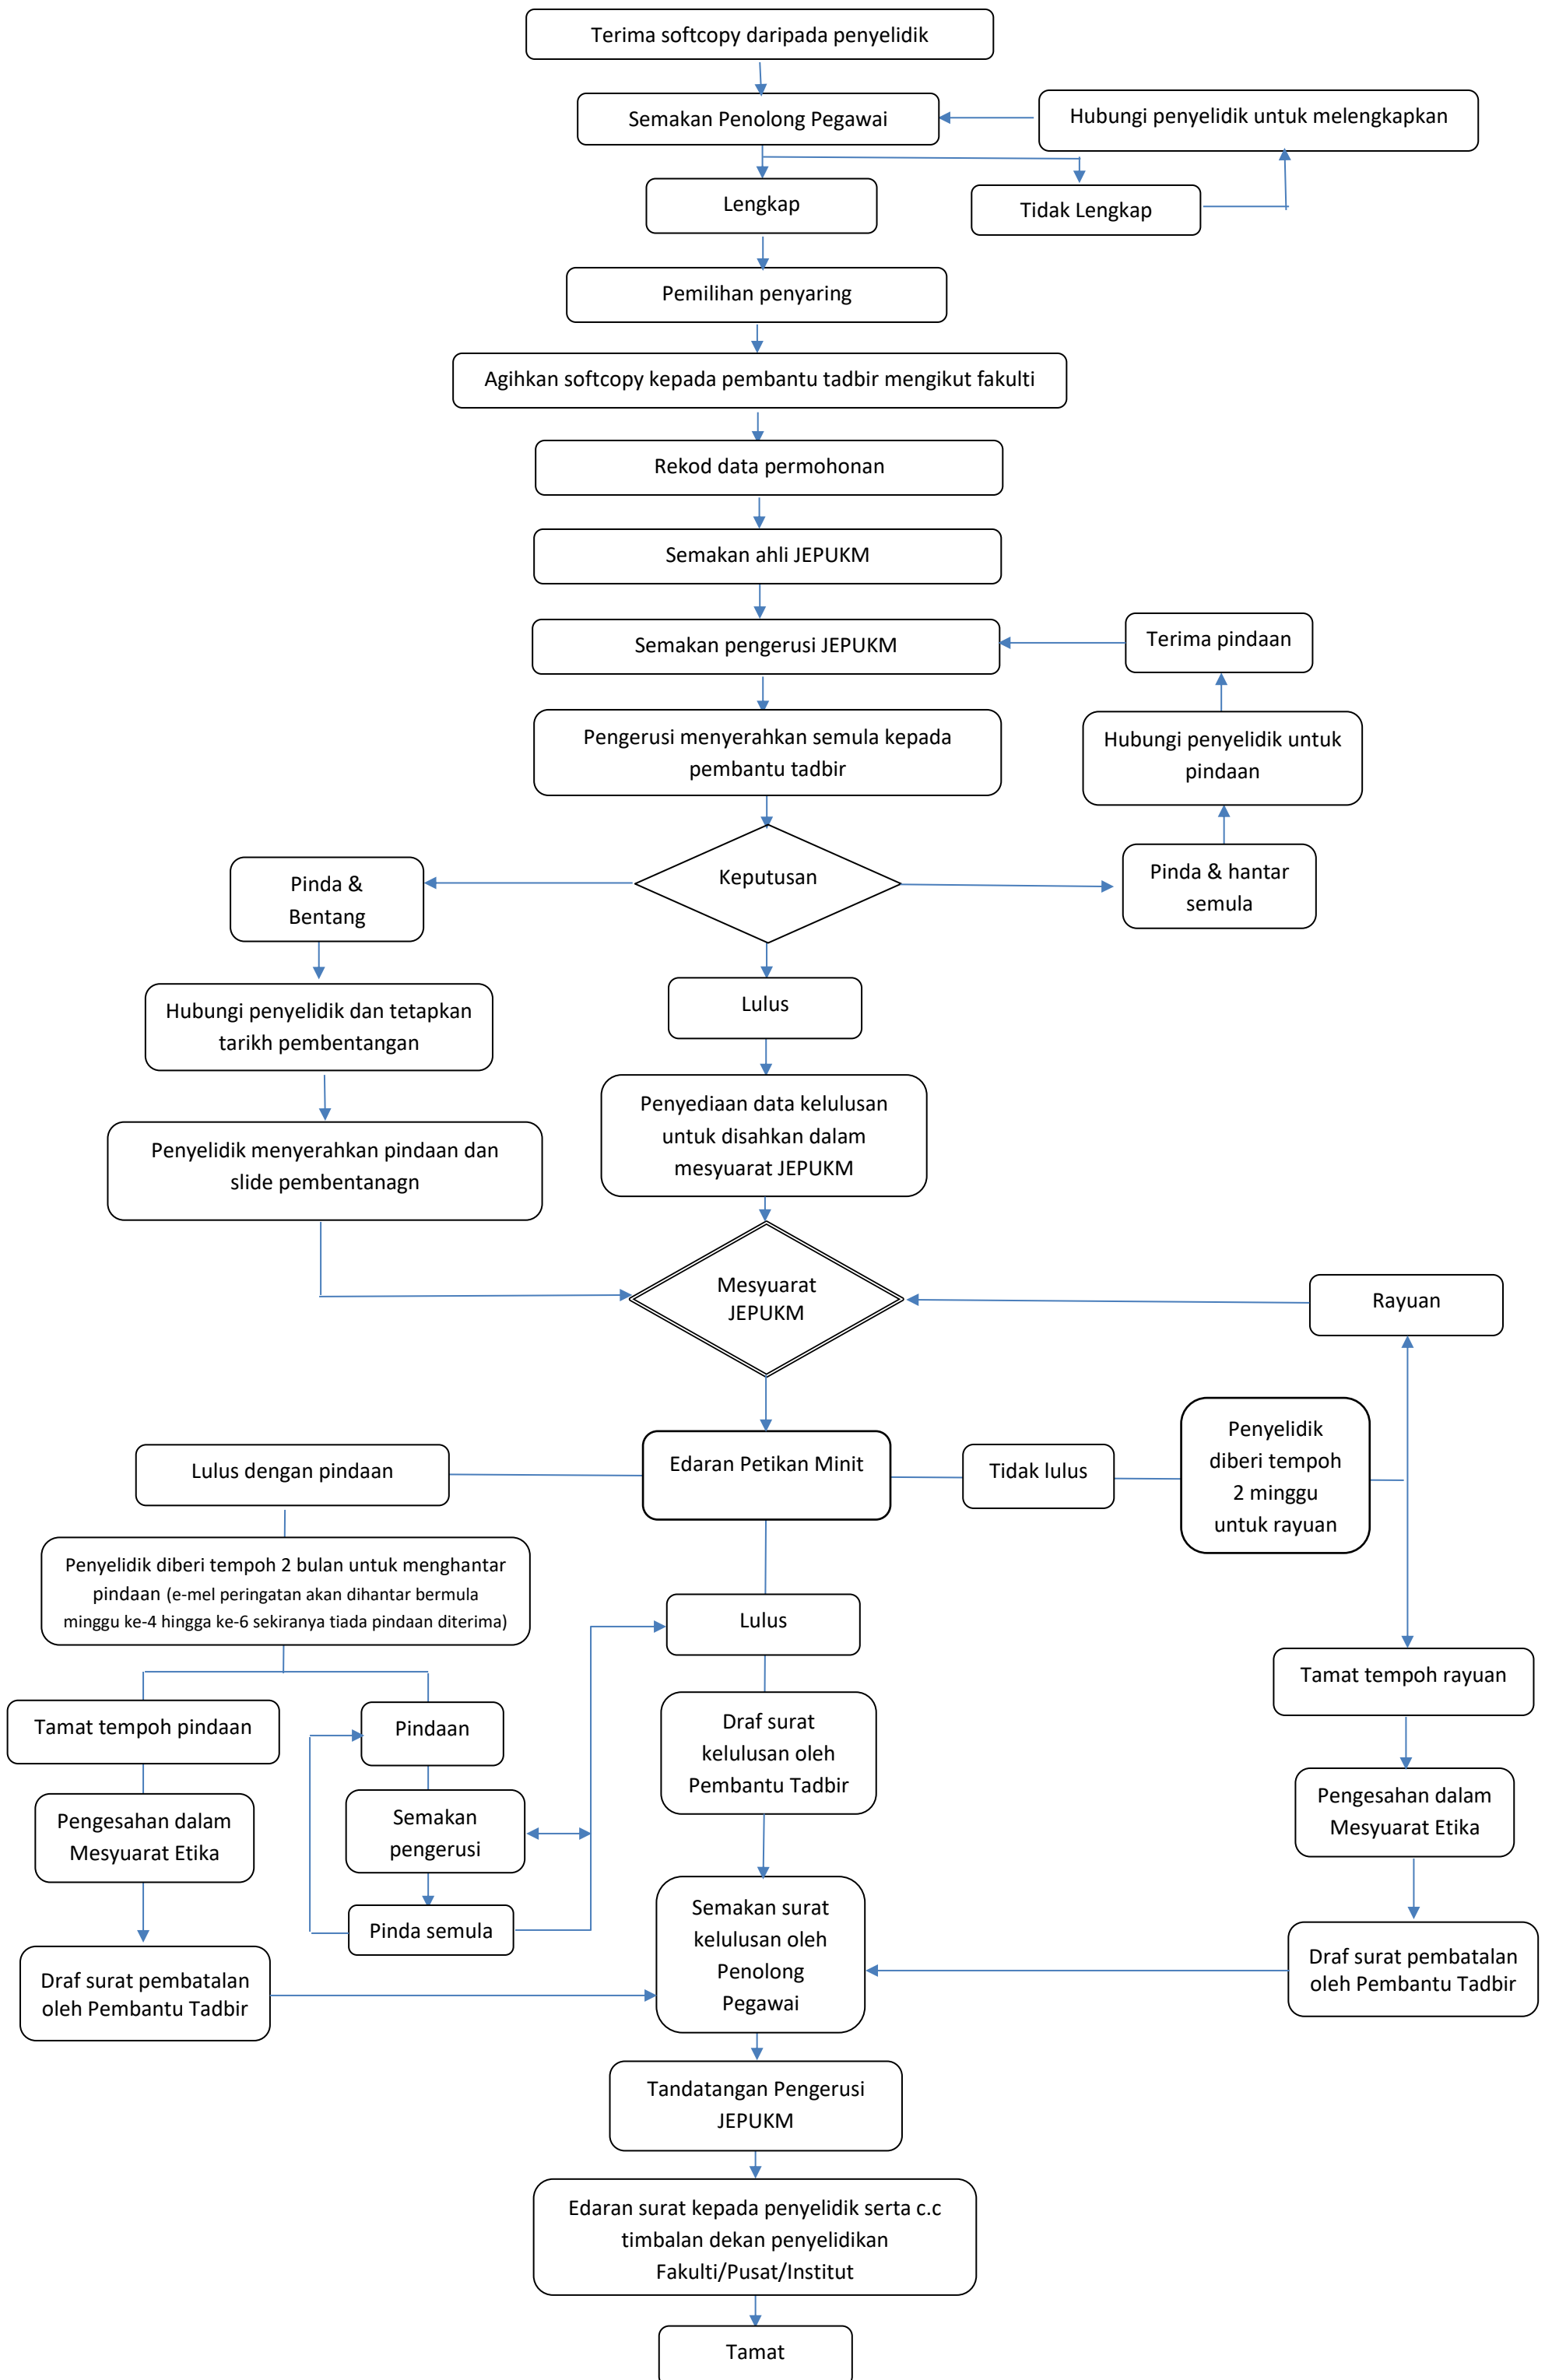 Terima softcopy daripada penyelidik
Semakan Penolong Pegawai
Hubungi penyelidik untuk melengkapkan
Lengkap
Tidak Lengkap
Pemilihan penyaring
Agihkan softcopy kepada pembantu tadbir mengikut fakulti
Rekod data permohonan
Semakan ahli JEPUKM
Semakan pengerusi JEPUKM
Terima pindaan
Pengerusi menyerahkan semula kepada
pembantu tadbir
Hubungi penyelidik untuk
pindaan
Pinda &
Bentang
Keputusan
Pinda & hantar
semula
Hubungi penyelidik dan tetapkan
tarikh pembentangan
Lulus
Penyelidik menyerahkan pindaan dan
slide pembentanagn
Penyediaan data kelulusan
untuk disahkan dalam
mesyuarat JEPUKM
Mesyuarat
JEPUKM
Rayuan
Lulus dengan pindaan
Edaran Petikan Minit
Tidak lulus
Penyelidik
diberi tempoh
2 minggu
untuk rayuan
Penyelidik diberi tempoh 2 bulan untuk menghantar
pindaan (e-mel peringatan akan dihantar bermula
minggu ke-4 hingga ke-6 sekiranya tiada pindaan diterima)
Lulus
Tamat tempoh rayuan
Tamat tempoh pindaan
Pindaan
Draf surat
kelulusan oleh
Pembantu Tadbir
Pengesahan dalam
Mesyuarat Etika
Semakan
pengerusi
Pengesahan dalam
Mesyuarat Etika
Pinda semula
Semakan surat
kelulusan oleh
Penolong
Pegawai
Draf surat pembatalan
oleh Pembantu Tadbir
Draf surat pembatalan
oleh Pembantu Tadbir
Tandatangan Pengerusi
JEPUKM
Edaran surat kepada penyelidik serta c.c
timbalan dekan penyelidikan
Fakulti/Pusat/Institut
Tamat